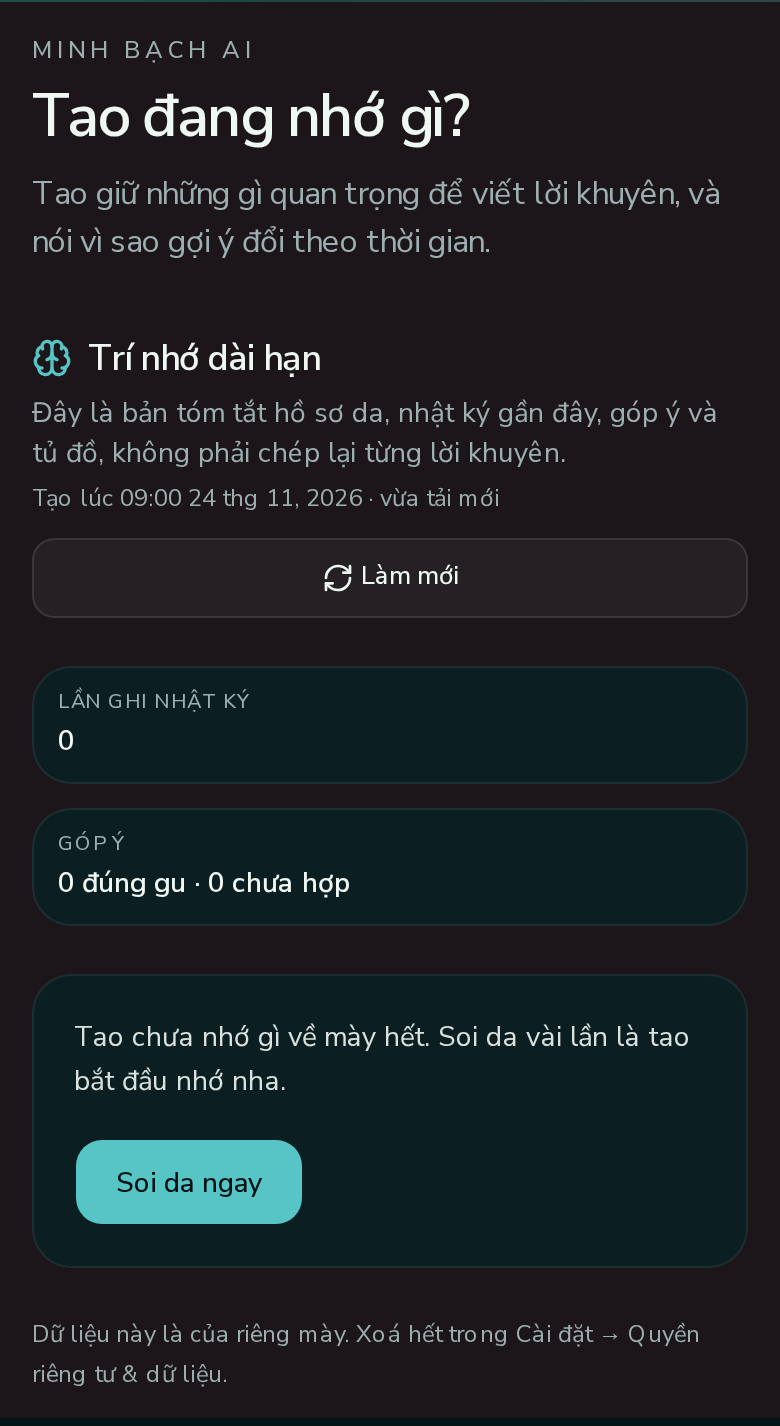 MINH BẠCH AI
Tao đang nhớ gì?
Tao giữ những gì quan trọng để viết lời khuyên, và
nói vì sao gợi ý đổi theo thời gian.
Trí nhớ dài hạn
Đây là bản tóm tắt hồ sơ da, nhật ký gần đây, góp ý và
tủ đồ, không phải chép lại từng lời khuyên.
Tạo lúc 09:00 24 thg 11, 2026 · vừa tải mới
Làm mới
LẦN GHI NHẬT KÝ
0
GÓP Ý
0 đúng gu · 0 chưa hợp
Tao chưa nhớ gì về mày hết. Soi da vài lần là tao
bắt đầu nhớ nha.
Soi da ngay
Dữ liệu này là của riêng mày. Xoá hết trong Cài đặt → Quyền
riêng tư & dữ liệu.